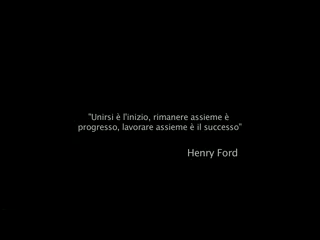 "Unirsi è l'inizio, rimanere assieme è
progresso, lavorare assieme è il successo"
Henry Ford